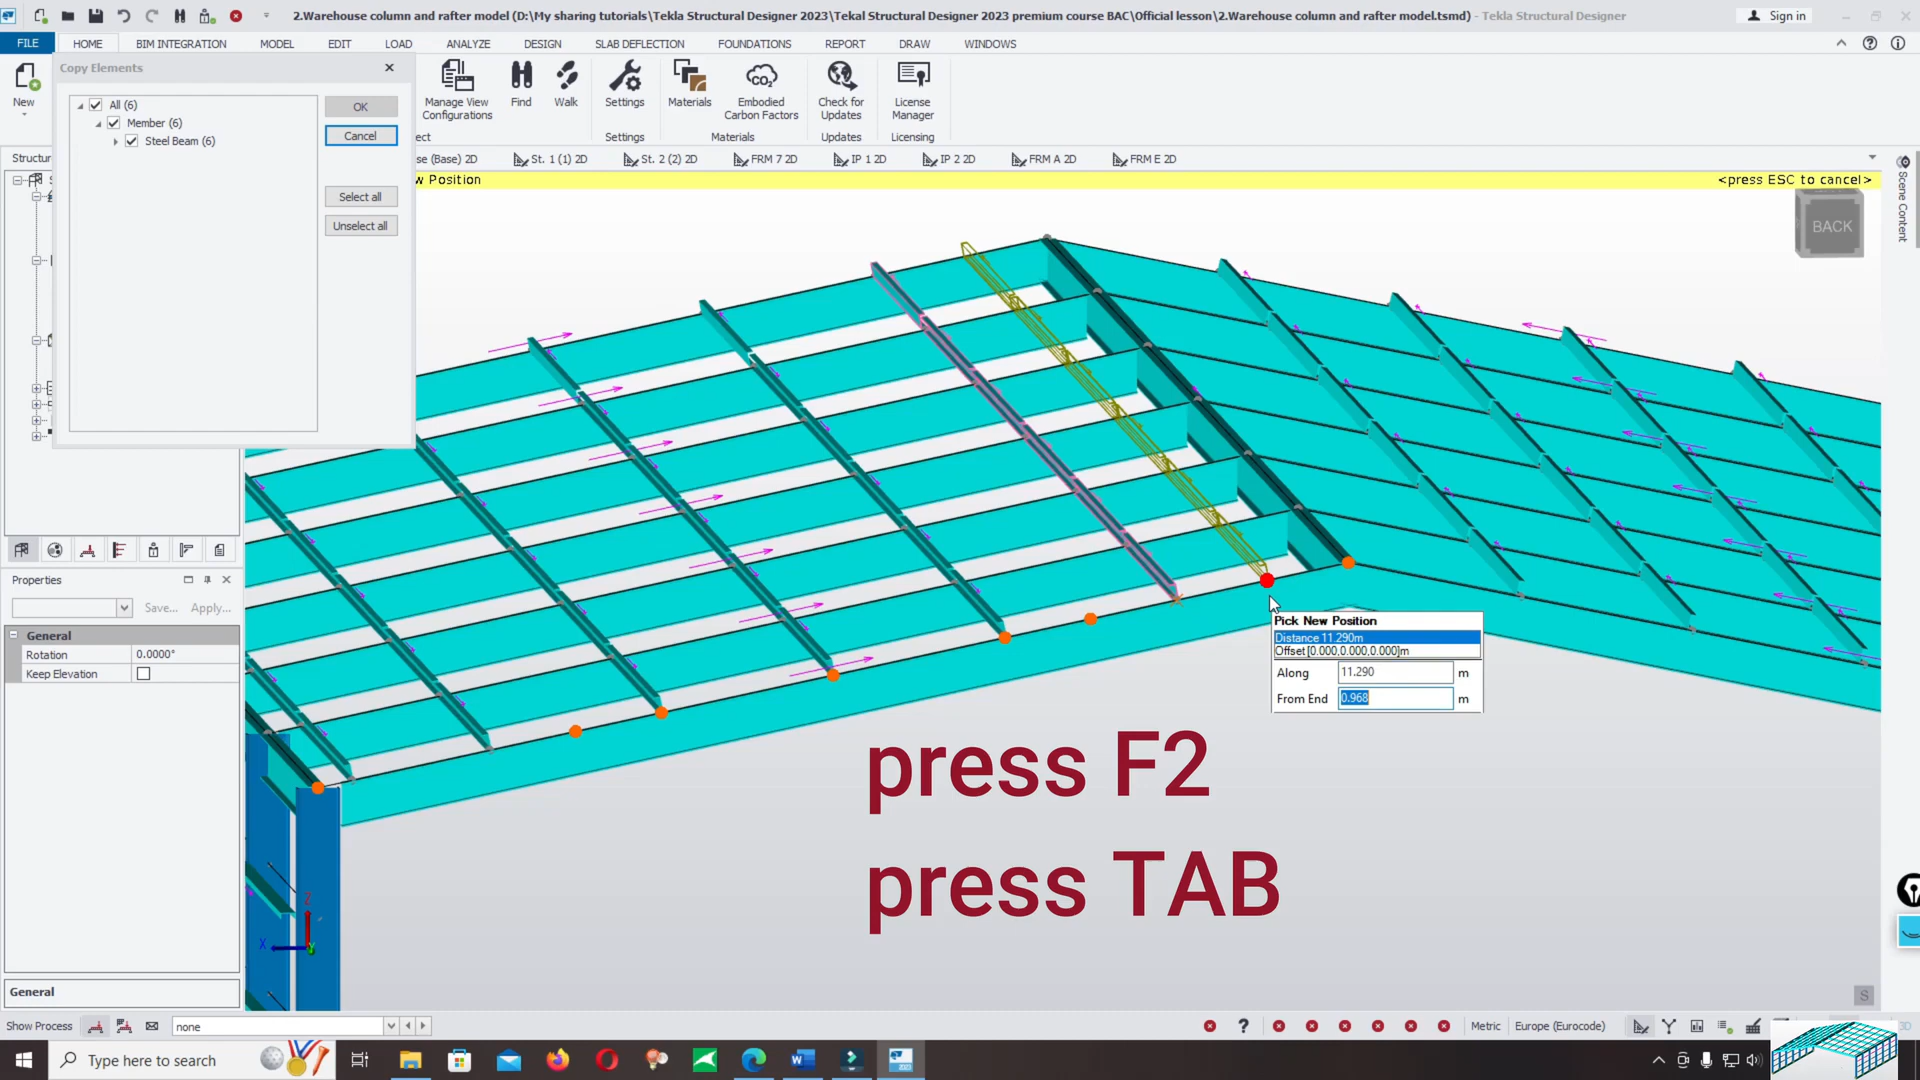 2.Warehouse column and rafter model (D:\My sharing tutorials\Tekla Structural Designer 2023\Tekal Structural Designer 2023 premium course BAC\Official lesson\2.Warehouse column and rafter model.tsmd) - Tekla Structural Designer
Sign in
FILE HOME BIM INTEGRATION MODEL EDIT LOAD ANALYZE DESIGN SLAB DEFLECTION FOUNDATIONS REPORT DRAW WINDOWS
New
Copy Elements
All (6)
Member (6)
Steel Beam (6)
OK
Cancel
Select all
Unselect all
Manage View
Configurations
Find
Walk
Settings
Materials
Embodied
Carbon Factors
Check for
Updates
License
Manager
ect
Settings
Materials
Updates
Licensing
Structur
se (Base) 2D St. 1 (1) 2D St. 2 (2) 2D FRM 7 2D IP 1 2D IP 2 2D FRM A 2D FRM E 2D
w Position
<press ESC to cancel>
Scene Content
BACK
Properties
Save... Apply...
General
Rotation 0.0000°
Keep Elevation
General
Pick New Position
Distance 11.290m
Offset [0.000,0.000,0.000]m
Along 11.290 m
From End 0.968 m
press F2
press TAB
Z
X
Y
S
Show Process none
Metric Europe (Eurocode)
Type here to search